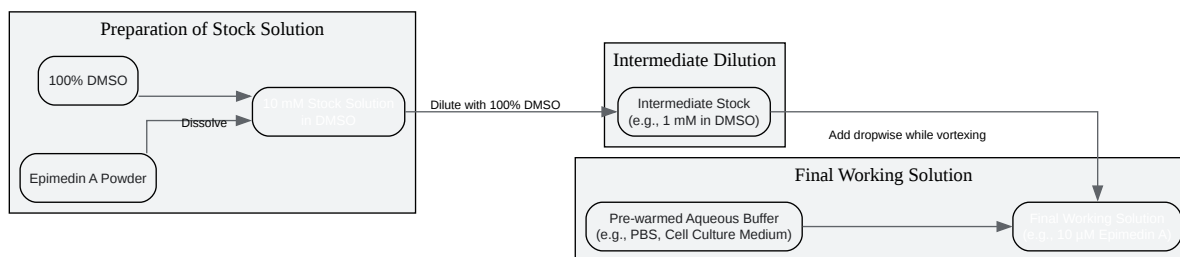 Preparation of Stock Solution
100% DMSO
10 mM Stock Solution
in DMSO
Dissolve
Epimedin A Powder
Dilute with 100% DMSO
Intermediate Dilution
Intermediate Stock
(e.g., 1 mM in DMSO)
Add dropwise while vortexing
Final Working Solution
Pre-warmed Aqueous Buffer
(e.g., PBS, Cell Culture Medium)
Final Working Solution
(e.g., 10 µM Epimedin A)